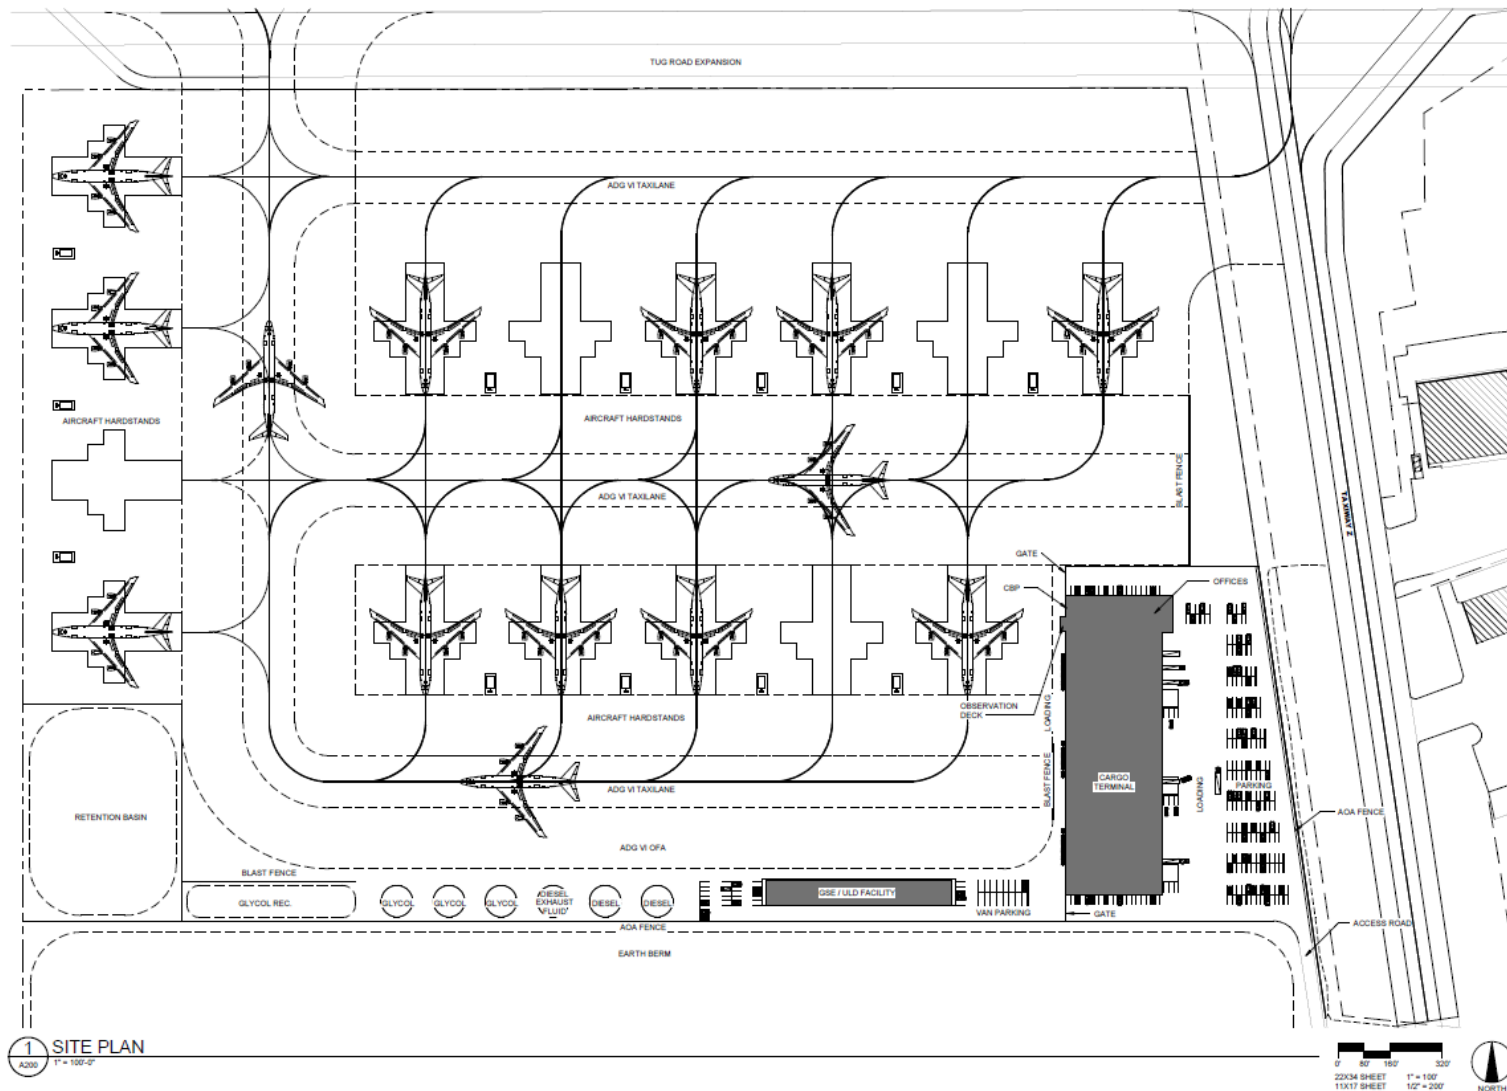 TUG ROAD EXPANSION
ADG VI TAXILANE
AIRCRAFT HARDSTANDS
AIRCRAFT HARDSTANDS
BLAST FENCE
ADG VI TAXILANE
TAXIWAY Z
GATE
CBP
OFFICES
OBSERVATION
DECK
LOADING
AIRCRAFT HARDSTANDS
BLAST FENCE
CARGO
TERMINAL
LOADING
PARKING
ADG VI TAXILANE
AOA FENCE
RETENTION BASIN
ADG VI OFA
BLAST FENCE
GLYCOL REC.
GLYCOL
GLYCOL
GLYCOL
DIESEL
EXHAUST
FLUID
DIESEL
DIESEL
GSE / ULD FACILITY
VAN PARKING
GATE
ACCESS ROAD
AOA FENCE
EARTH BERM
1
A200
SITE PLAN
1" = 100'-0"
0' 80' 160' 320'
22X34 SHEET 1" = 100'
11X17 SHEET 1/2" = 200'
NORTH